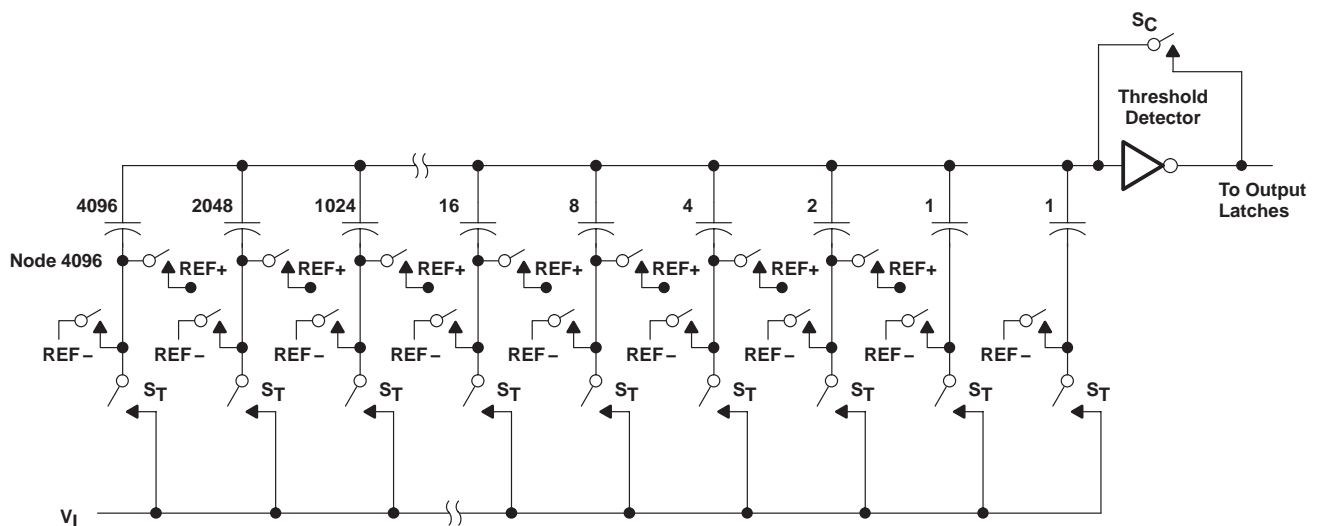 SC
Threshold
Detector
To Output
Latches
4096 2048 1024 16 8 4 2 1 1
Node 4096 REF+ REF+ REF+ REF+ REF+ REF+ REF+
REF– REF– REF– REF– REF– REF– REF– REF– REF–
ST ST ST ST ST ST ST ST ST
VI